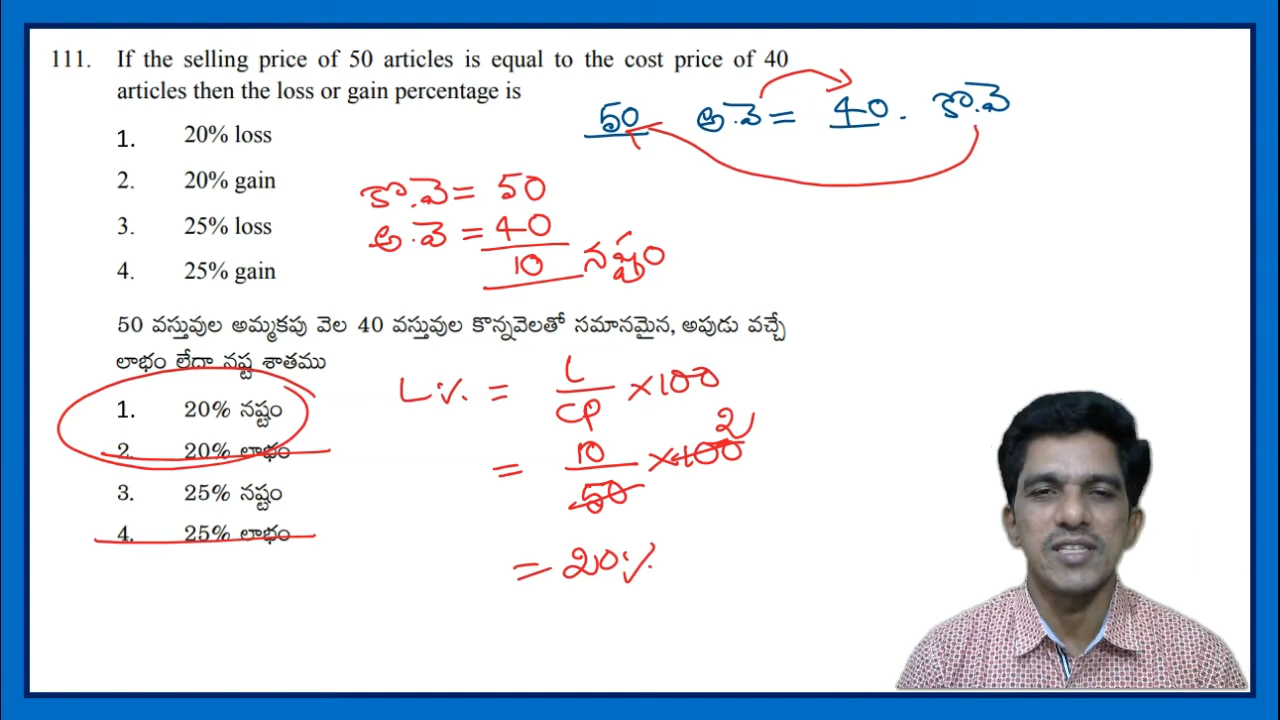 111. If the selling price of 50 articles is equal to the cost price of 40
articles then the loss or gain percentage is
50 అ.వె = 40. కొ.వె
1. 20% loss
2. 20% gain
3. 25% loss
4. 25% gain
కొ.వె = 50
అ.వె = 40
10 నష్టం
50 వస్తువుల అమ్మకపు వెల 40 వస్తువుల కొన్నవెలతో సమానమైన, అపుడు వచ్చే
లాభం లేదా నష్ట శాతము
1. 20% నష్టం
2. 20% లాభం
3. 25% నష్టం
4. 25% లాభం
L% = L/CP ×100
= 10/50 ×100 2
= 20%